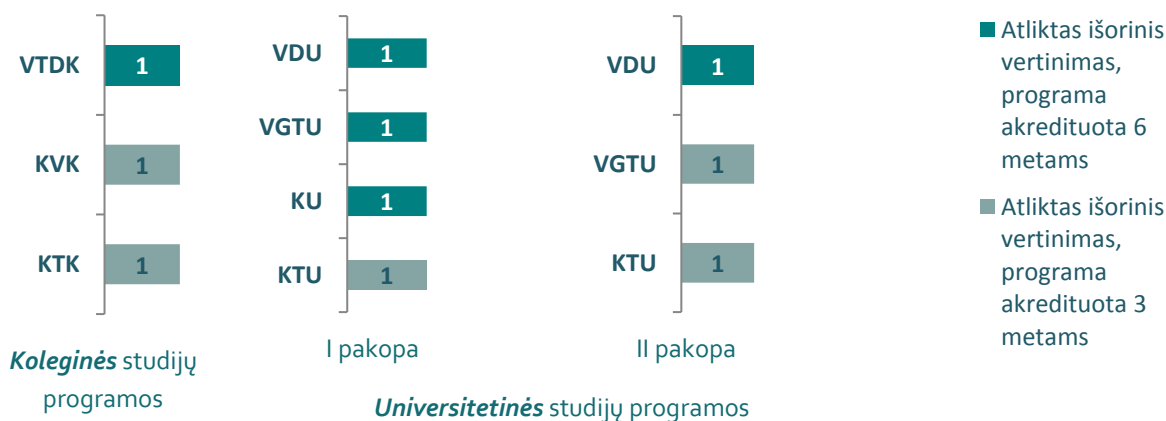 VTDK 1
KVK 1
KTK 1
Koleginės studijų
programos
VDU 1
VGTU 1
KU 1
KTU 1
I pakopa
VDU 1
VGTU 1
KTU 1
II pakopa
Universitetinės studijų programos
Atliktas išorinis
vertinimas,
programa
akredituota 6
metams
Atliktas išorinis
vertinimas,
programa
akredituota 3
metams